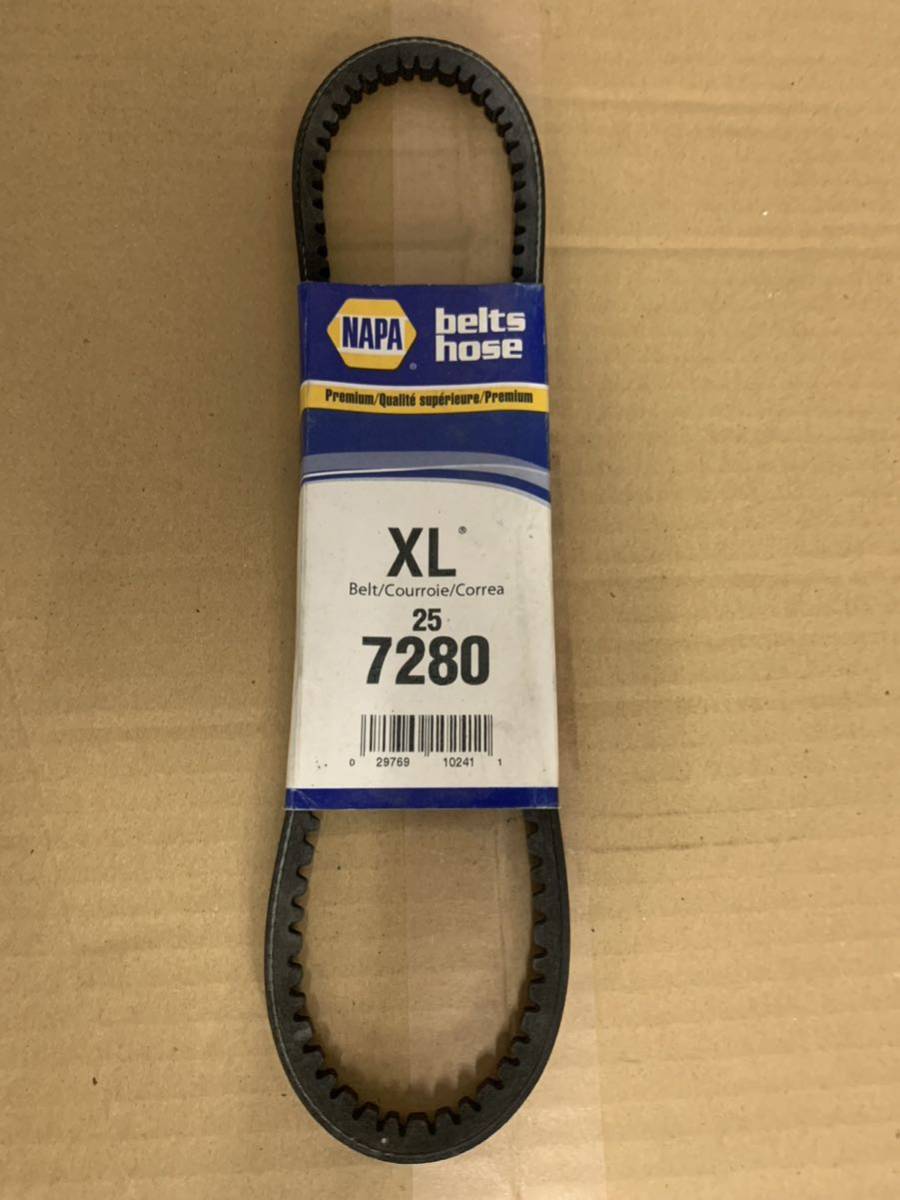 NAPA
®
belts
hose
Premium/Qualité supérieure/Premium
XL®
Belt/Courroie/Correa
25
7280
0 29769 10241 1